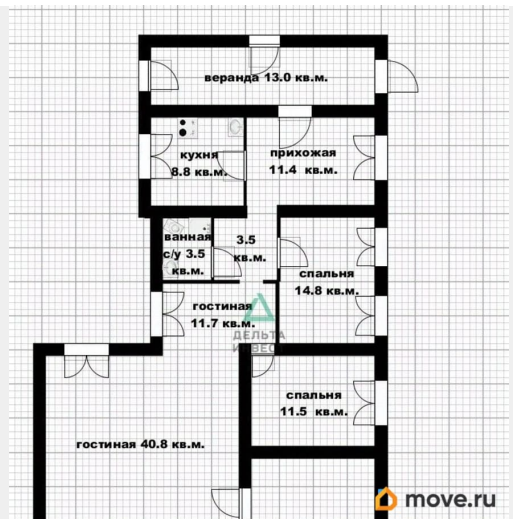 веранда 13.0 кв.м.
кухня
8.8 кв.м.
прихожая
11.4 кв.м.
ванная
с/у 3.5
кв.м.
3.5
кв.м.
спальня
14.8 кв.м.
гостиная
11.7 кв.м.
ДЕЛЬТА
ИНВЕСТ
спальня
11.5 кв.м.
гостиная 40.8 кв.м.
move.ru